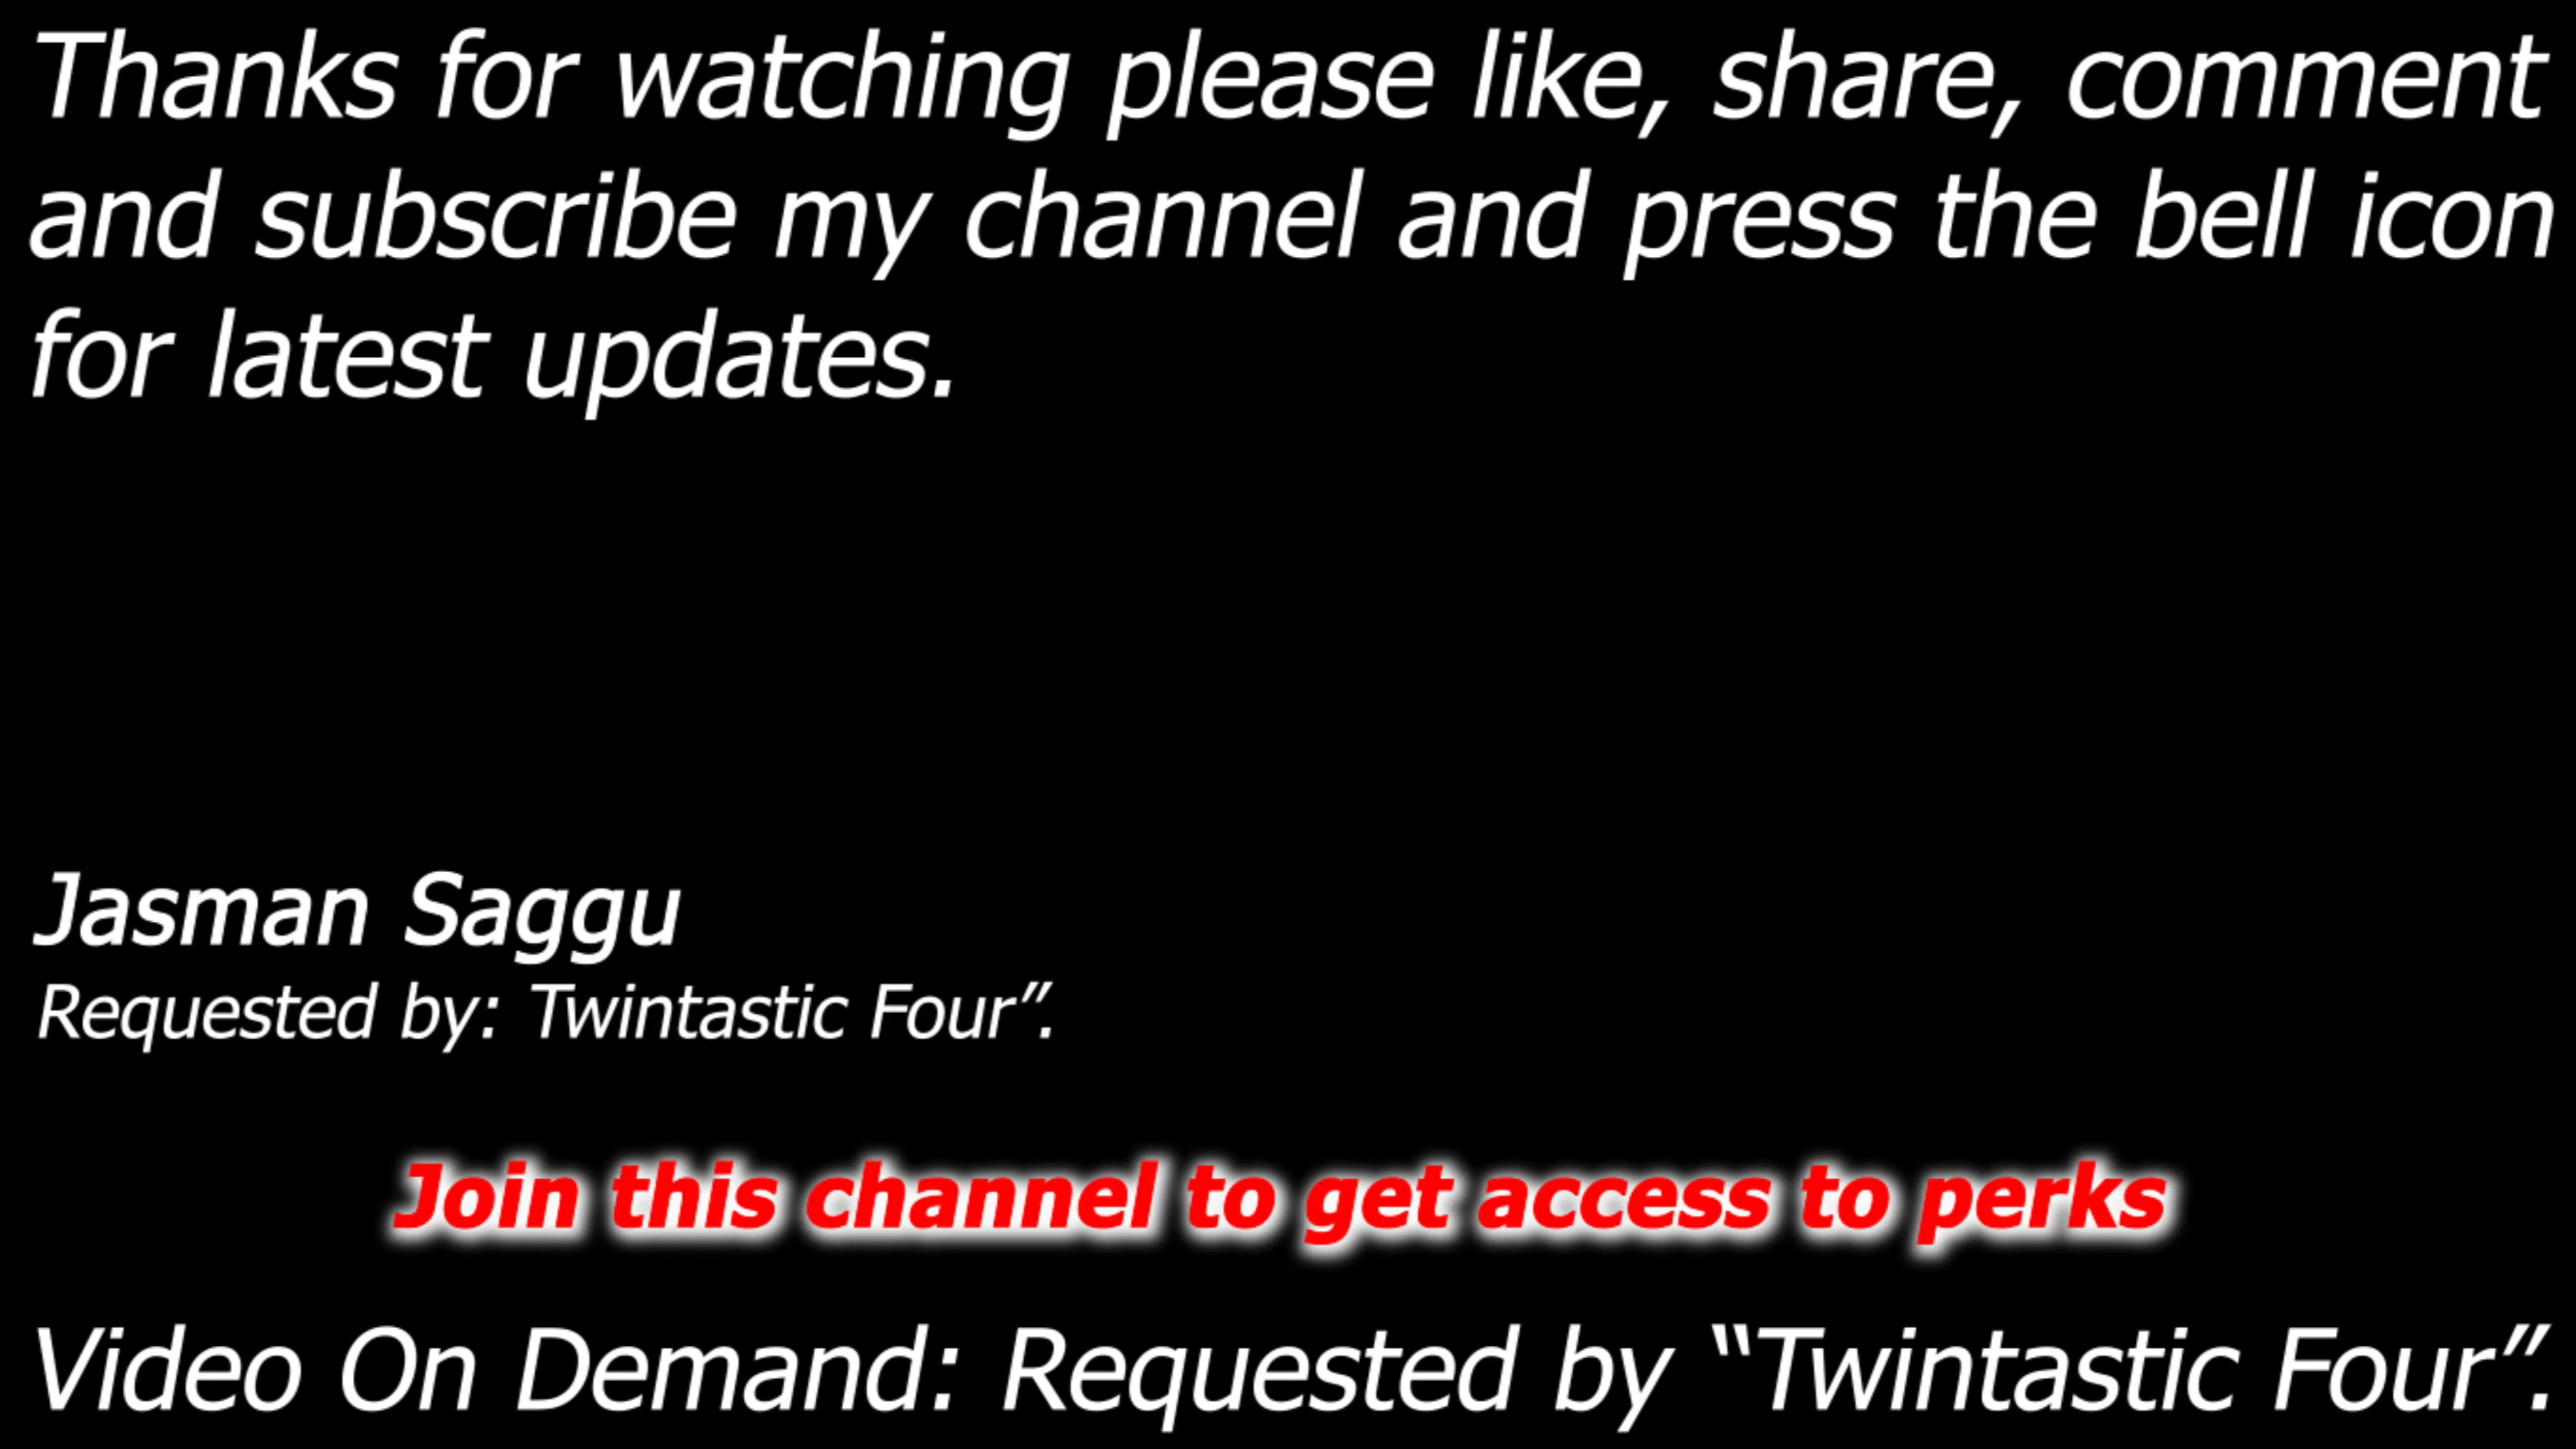 Thanks for watching please like, share, comment
and subscribe my channel and press the bell icon
for latest updates.
Jasman Saggu
Requested by: Twintastic Four”.
Join this channel to get access to perks
Video On Demand: Requested by “Twintastic Four”.